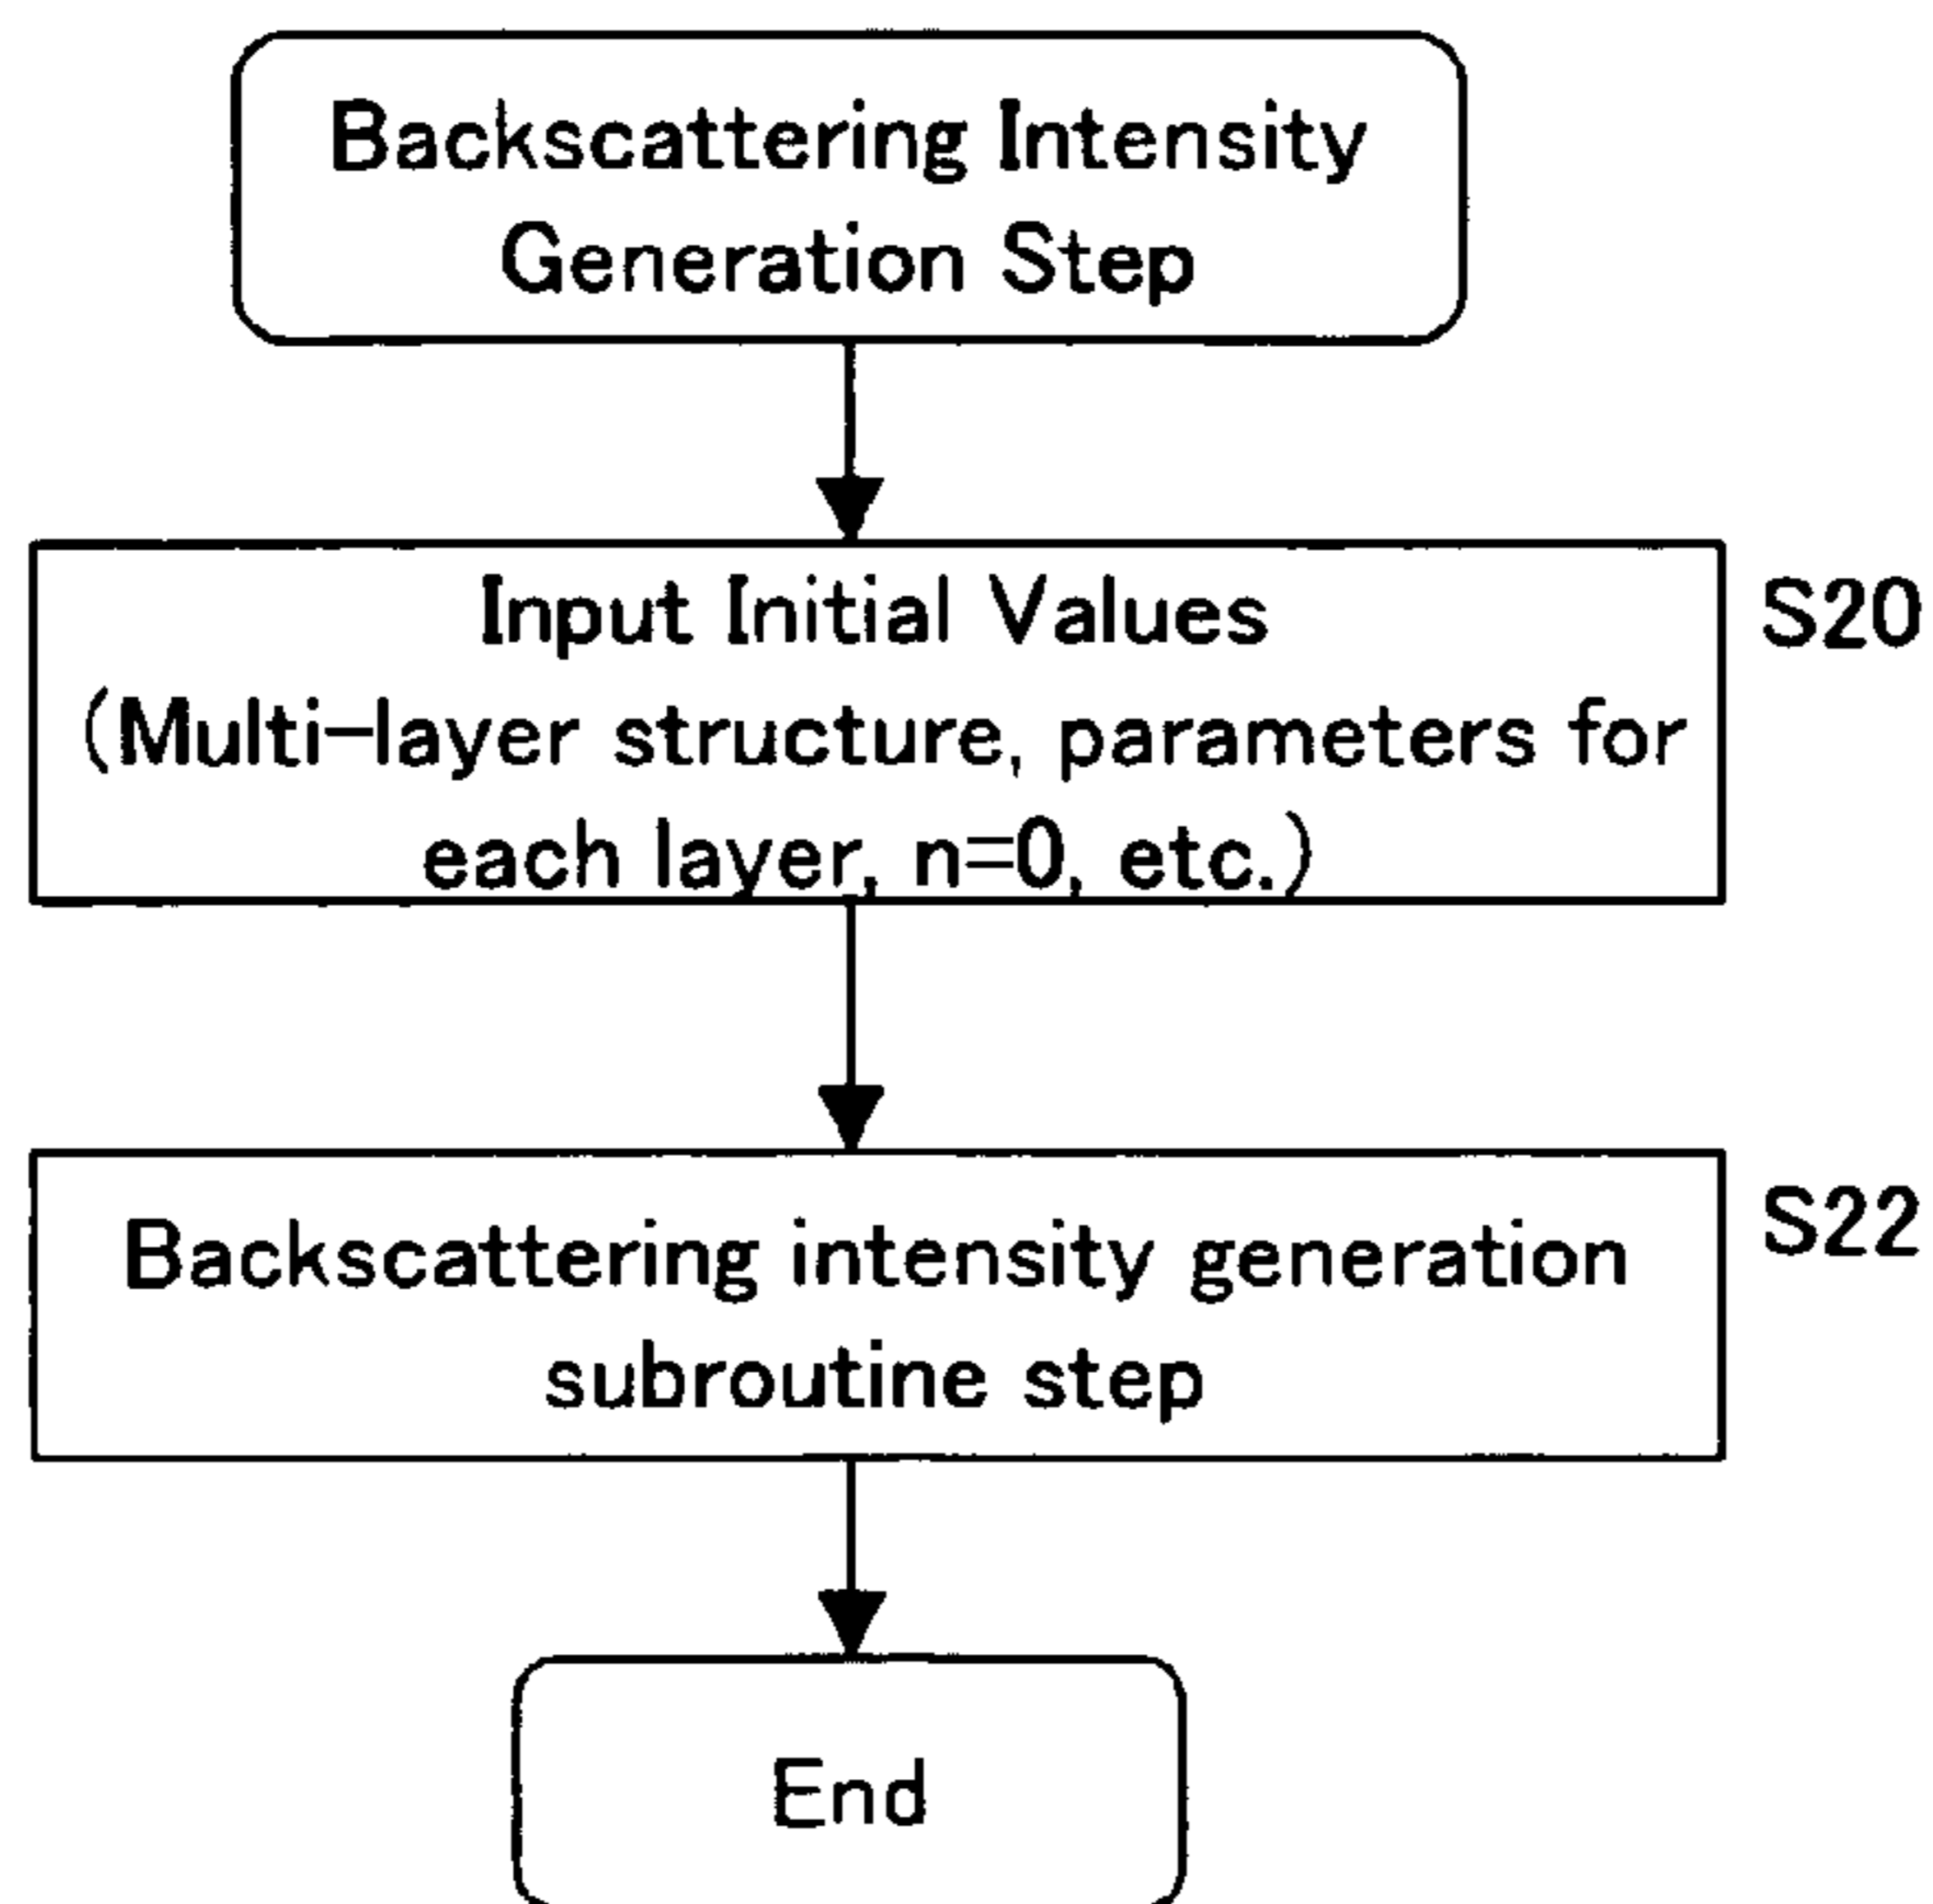 Backscattering Intensity
Generation Step
Input Initial Values
S20
(Multi-layer structure, parameters for
each layer, n=0, etc.)
Backscattering intensity generation
S22
subroutine step
End